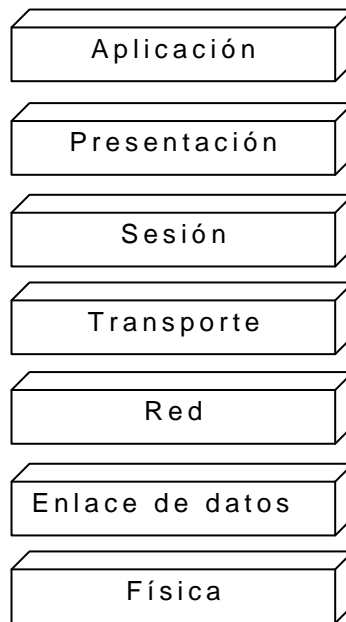 Aplicación
Presentación
Sesión
Transporte
Red
Enlace de datos
Física